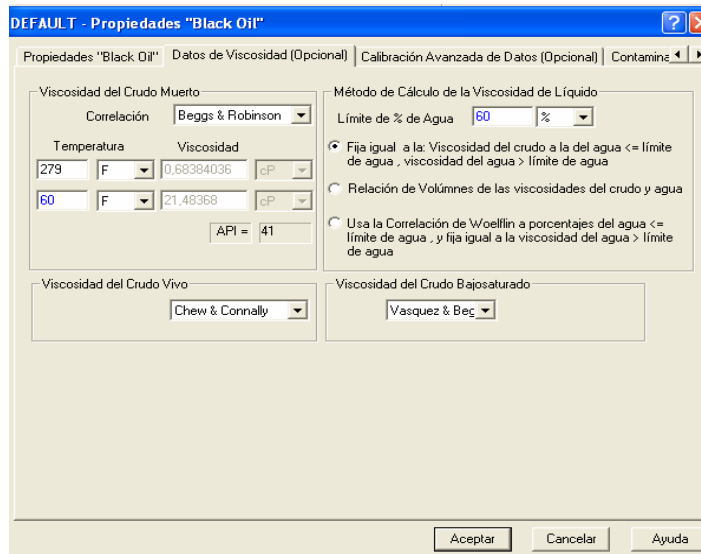 DEFAULT - Propiedades "Black Oil"
Propiedades "Black Oil"
Datos de Viscosidad (Opcional)
Calibración Avanzada de Datos (Opcional)
Contamina
Viscosidad del Crudo Muerto
Correlación
Beggs & Robinson
Temperatura
Viscosidad
279
F
0,68384036
cP
60
F
21,48368
cP
API =
41
Método de Cálculo de la Viscosidad de Líquido
Límite de % de Agua
60
%
Fija igual a la: Viscosidad del crudo a la del agua <= límite
de agua , viscosidad del agua > límite de agua
Relación de Volúmnes de las viscosidades del crudo y agua
Usa la Correlación de Woelflin a porcentajes del agua <=
límite de agua , y fija igual a la viscosidad del agua > límite
de agua
Viscosidad del Crudo Vivo
Chew & Connally
Viscosidad del Crudo Bajosaturado
Vasquez & Beg
Aceptar
Cancelar
Ayuda